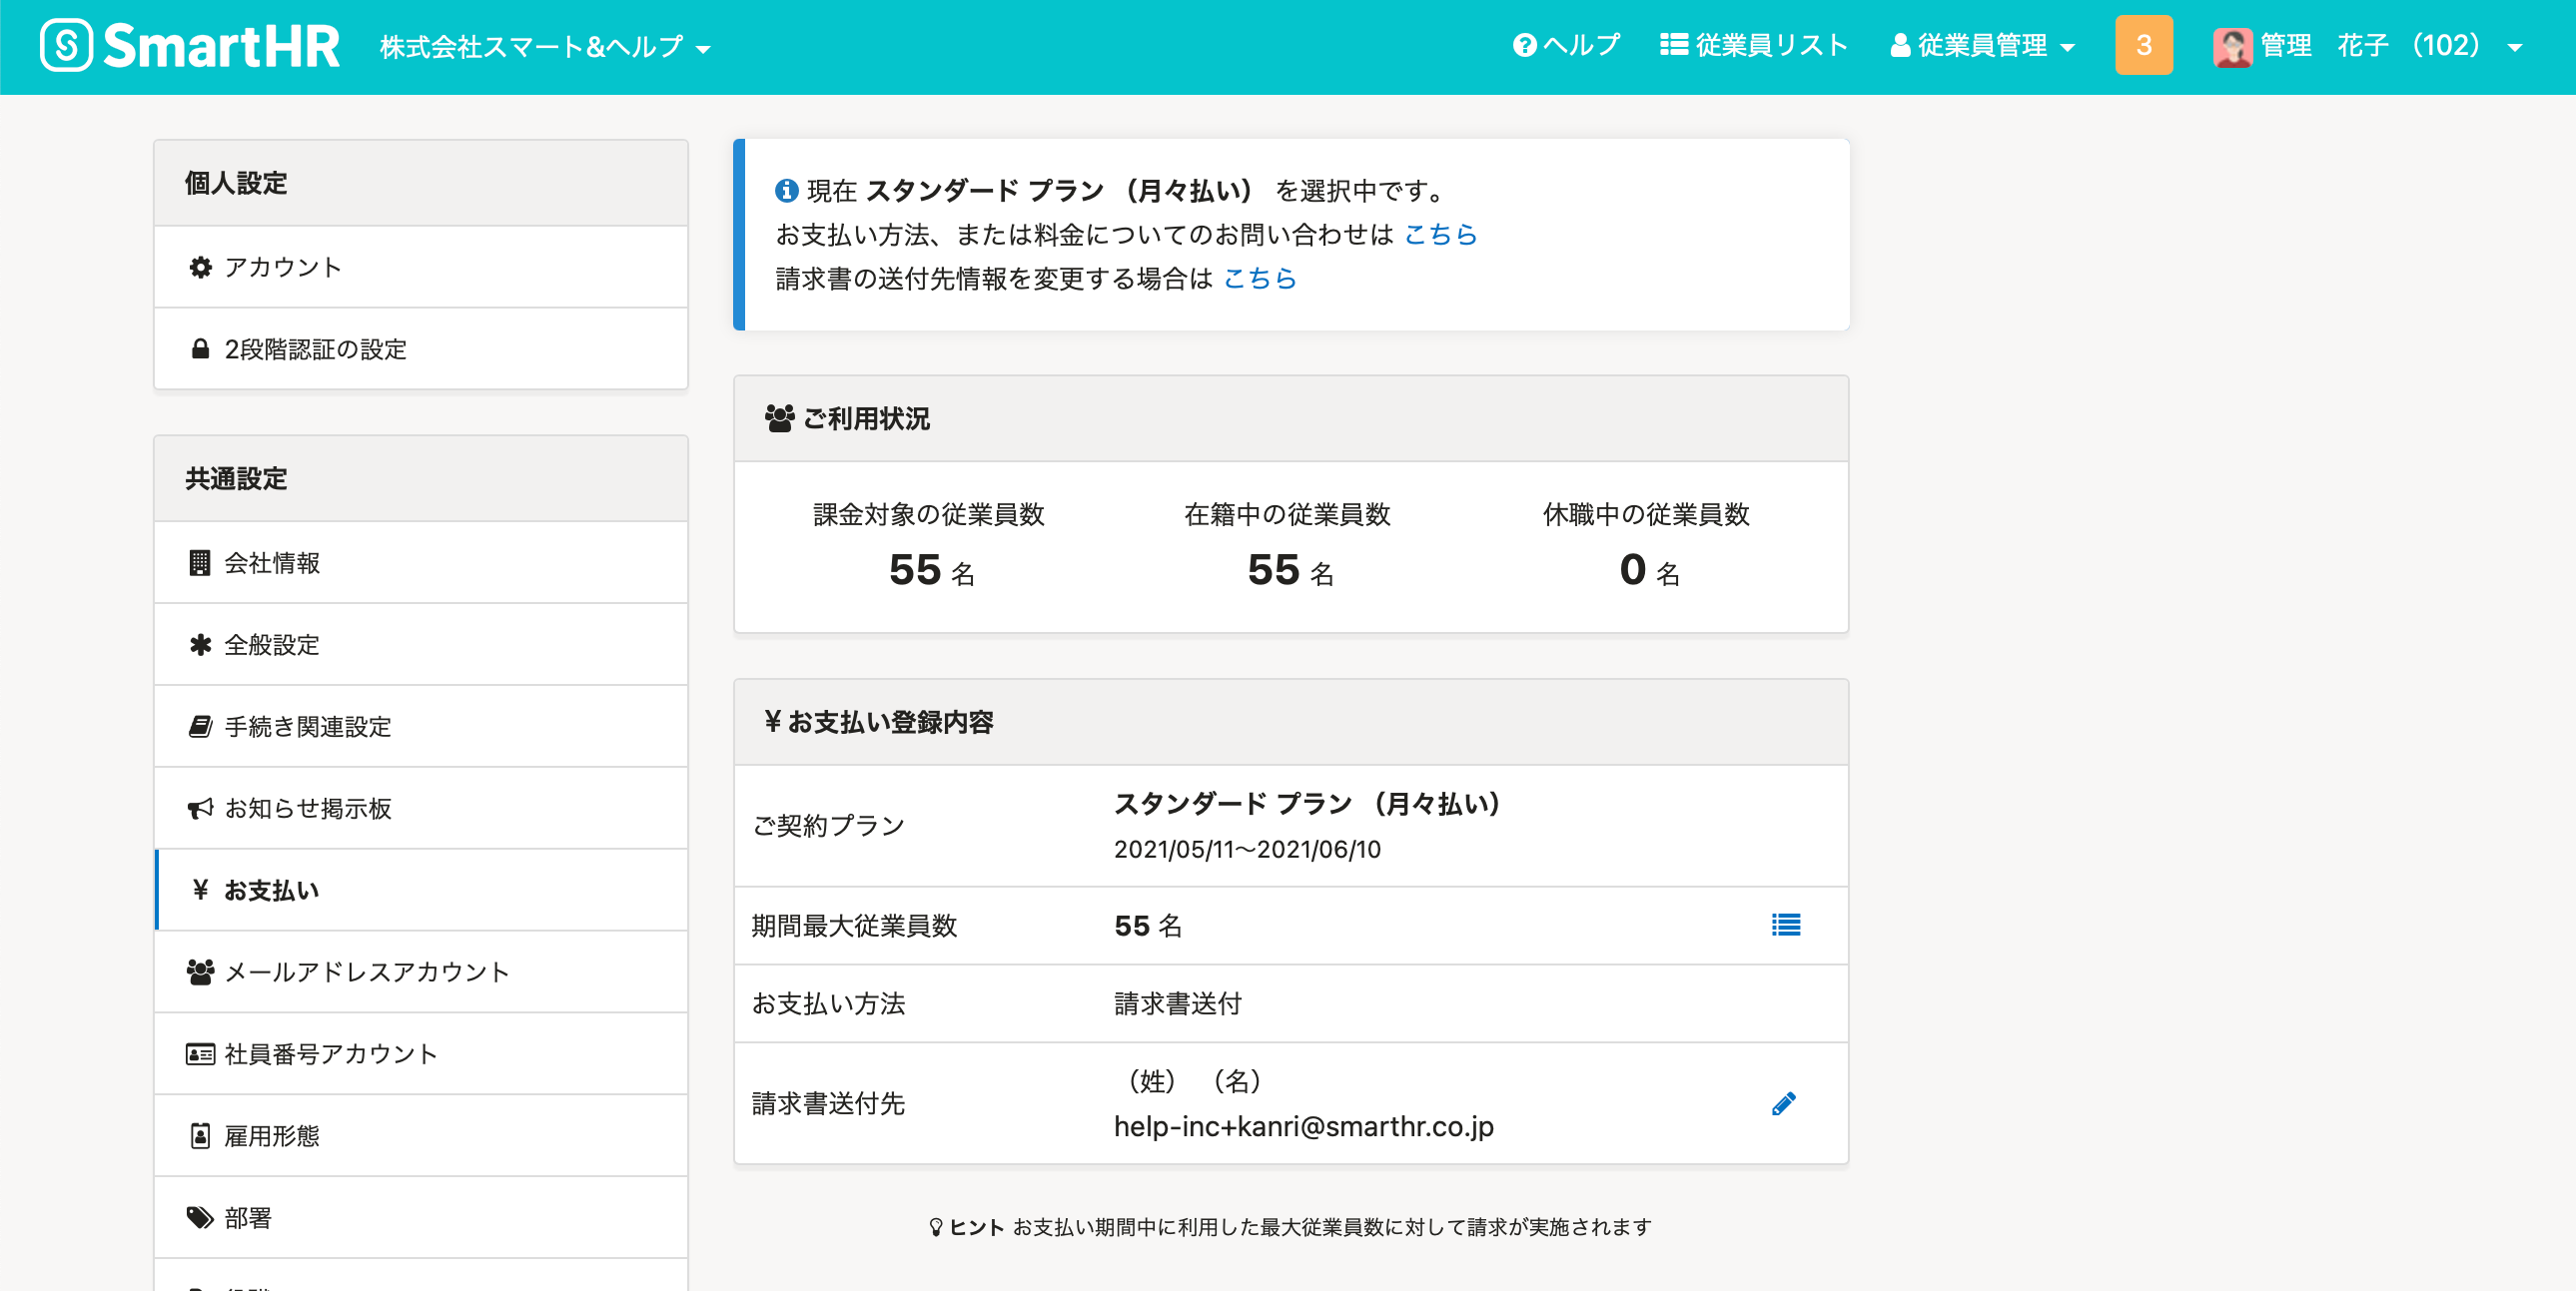 SmartHR 株式会社スマート&ヘルプ ヘルプ 従業員リスト 従業員管理 3 管理 花子 （102）
個人設定
アカウント
2段階認証の設定
共通設定
会社情報
全般設定
手続き関連設定
お知らせ掲示板
¥ お支払い
メールアドレスアカウント
社員番号アカウント
雇用形態
部署
現在 スタンダード プラン （月々払い） を選択中です。
お支払い方法、または料金についてのお問い合わせは こちら
請求書の送付先情報を変更する場合は こちら
ご利用状況
課金対象の従業員数 在籍中の従業員数 休職中の従業員数
55 名 55 名 0 名
¥ お支払い登録内容
ご契約プラン スタンダード プラン （月々払い）
2021/05/11〜2021/06/10
期間最大従業員数 55 名
お支払い方法 請求書送付
請求書送付先 （姓） （名）
help-inc+kanri@smarthr.co.jp
ヒント お支払い期間中に利用した最大従業員数に対して請求が実施されます